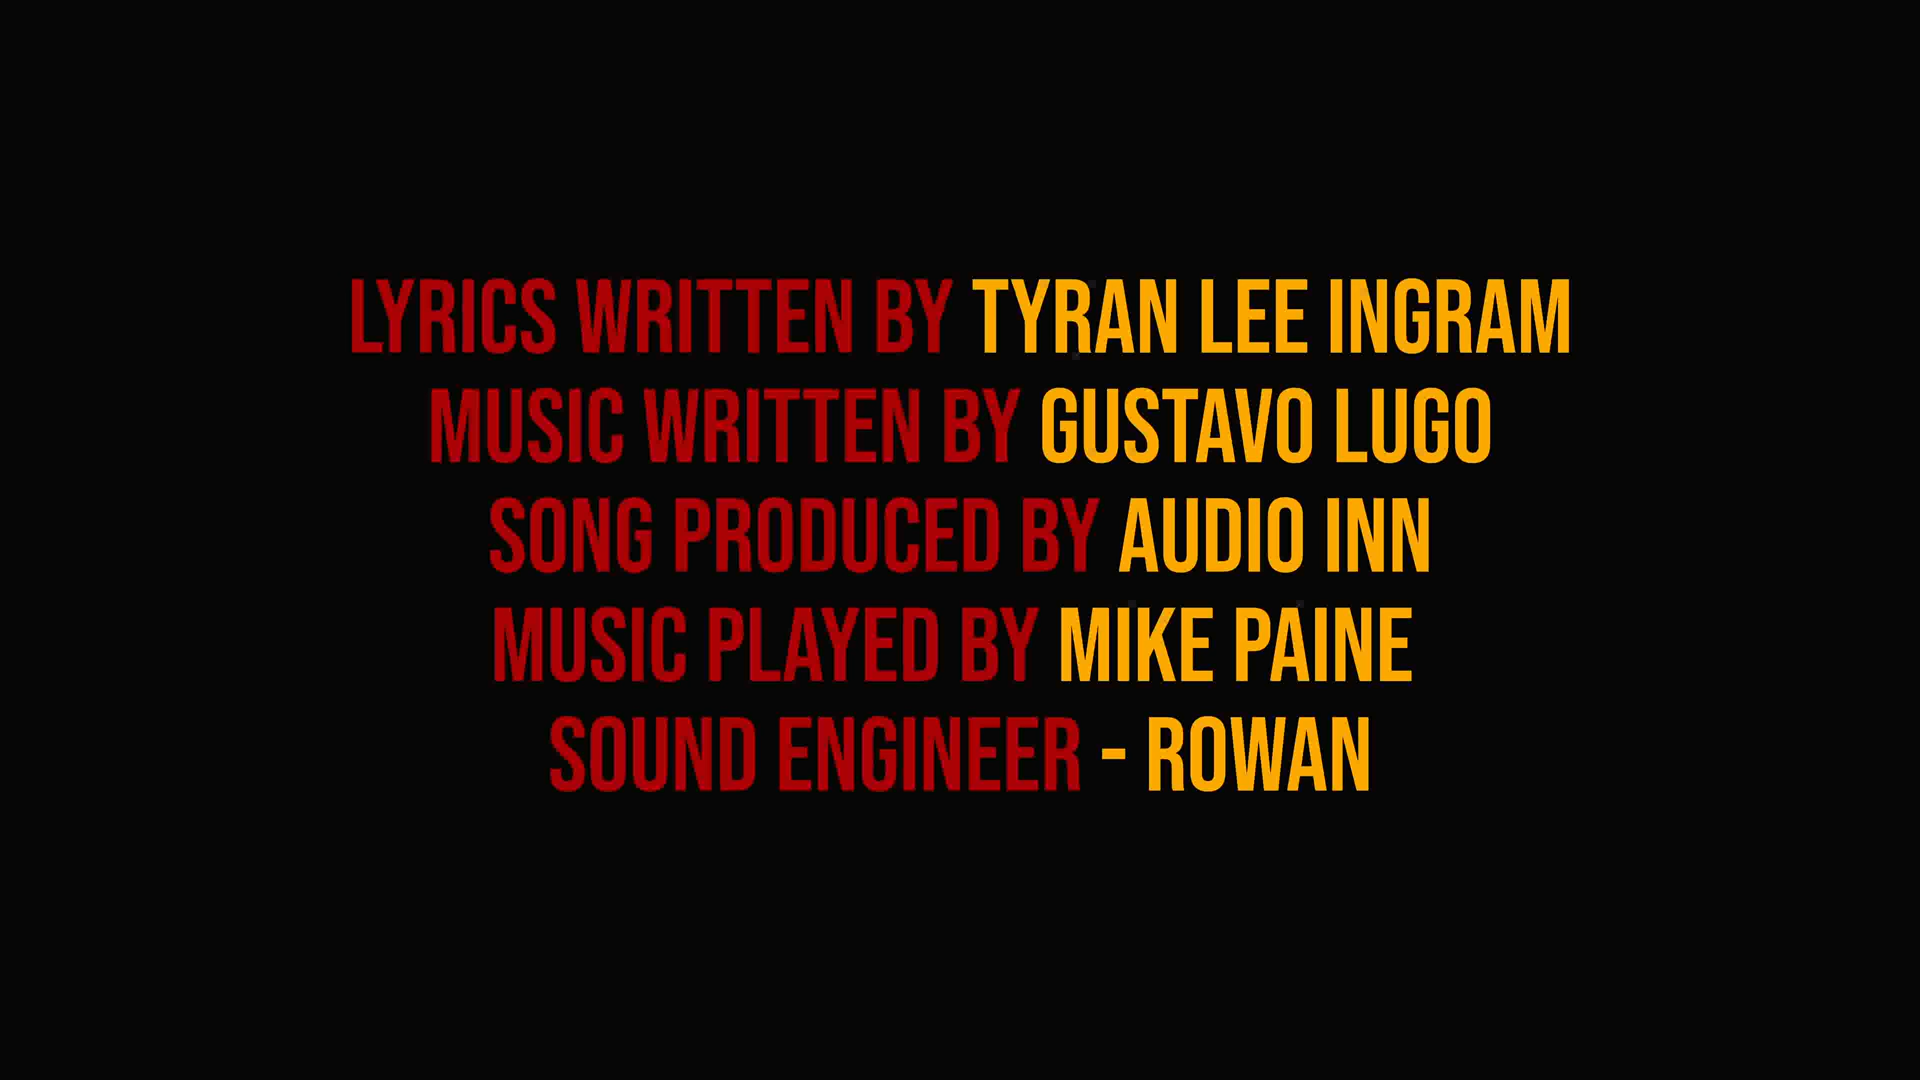 LYRICS WRITTEN BY TYRAN LEE INGRAM
MUSIC WRITTEN BY GUSTAVO LUGO
SONG PRODUCED BY AUDIO INN
MUSIC PLAYED BY MIKE PAINE
SOUND ENGINEER - ROWAN